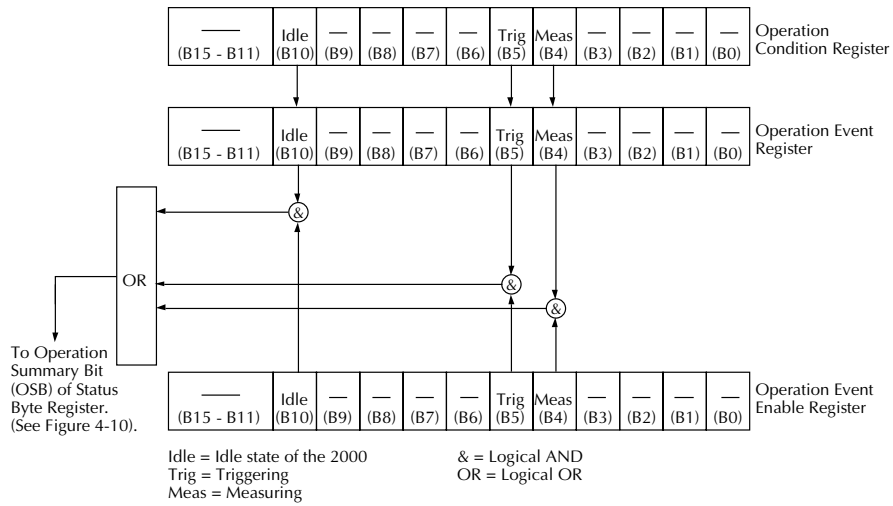 Idle Trig Meas
(B15 - B11) (B10) (B9) (B8) (B7) (B6) (B5) (B4) (B3) (B2) (B1) (B0)
Operation
Condition Register
Idle Trig Meas
(B15 - B11) (B10) (B9) (B8) (B7) (B6) (B5) (B4) (B3) (B2) (B1) (B0)
Operation Event
Register
&
OR
&
&
To Operation
Summary Bit
(OSB) of Status
Byte Register.
(See Figure 4-10).
Idle Trig Meas
(B15 - B11) (B10) (B9) (B8) (B7) (B6) (B5) (B4) (B3) (B2) (B1) (B0)
Operation Event
Enable Register
Idle = Idle state of the 2000
Trig = Triggering
Meas = Measuring
& = Logical AND
OR = Logical OR